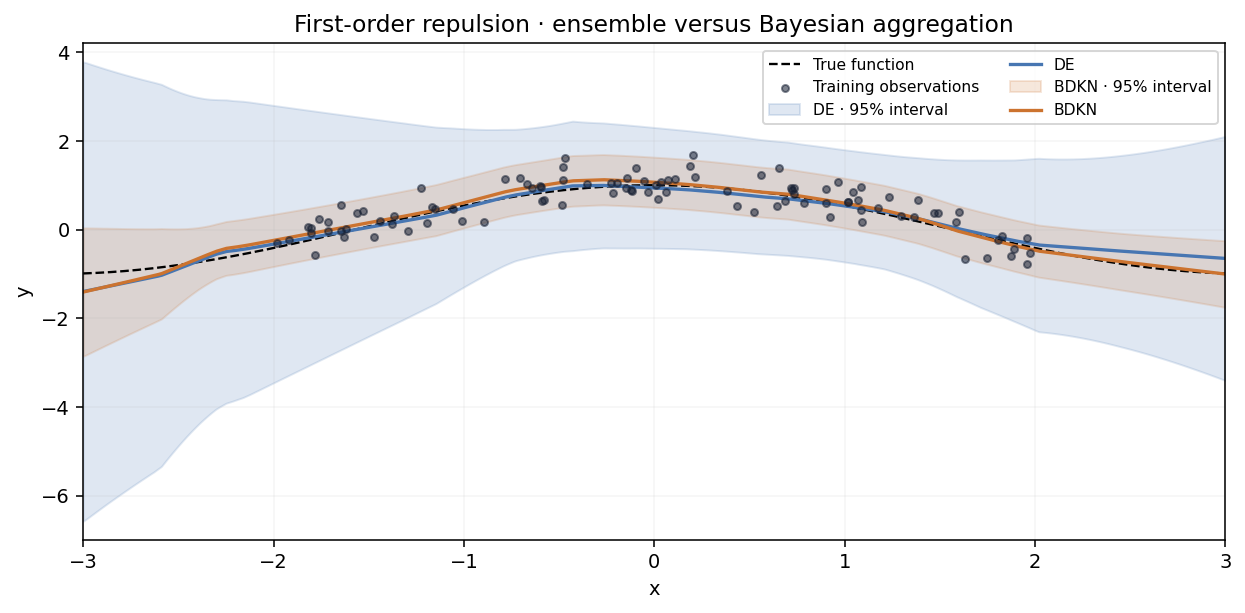 First-order repulsion · ensemble versus Bayesian aggregation
True function
Training observations
DE · 95% interval
DE
BDKN · 95% interval
BDKN
y
4
2
0
−2
−4
−6
−3
−2
−1
0
1
2
3
x